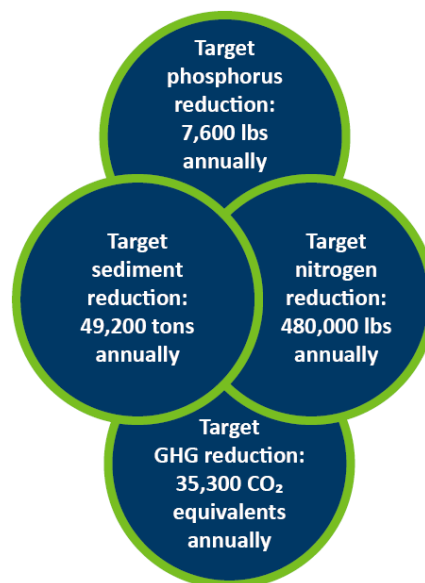 Target
phosphorus
reduction:
7,600 lbs
annually
Target
sediment
reduction:
49,200 tons
annually
Target
nitrogen
reduction:
480,000 lbs
annually
Target
GHG reduction:
35,300 CO₂
equivalents
annually